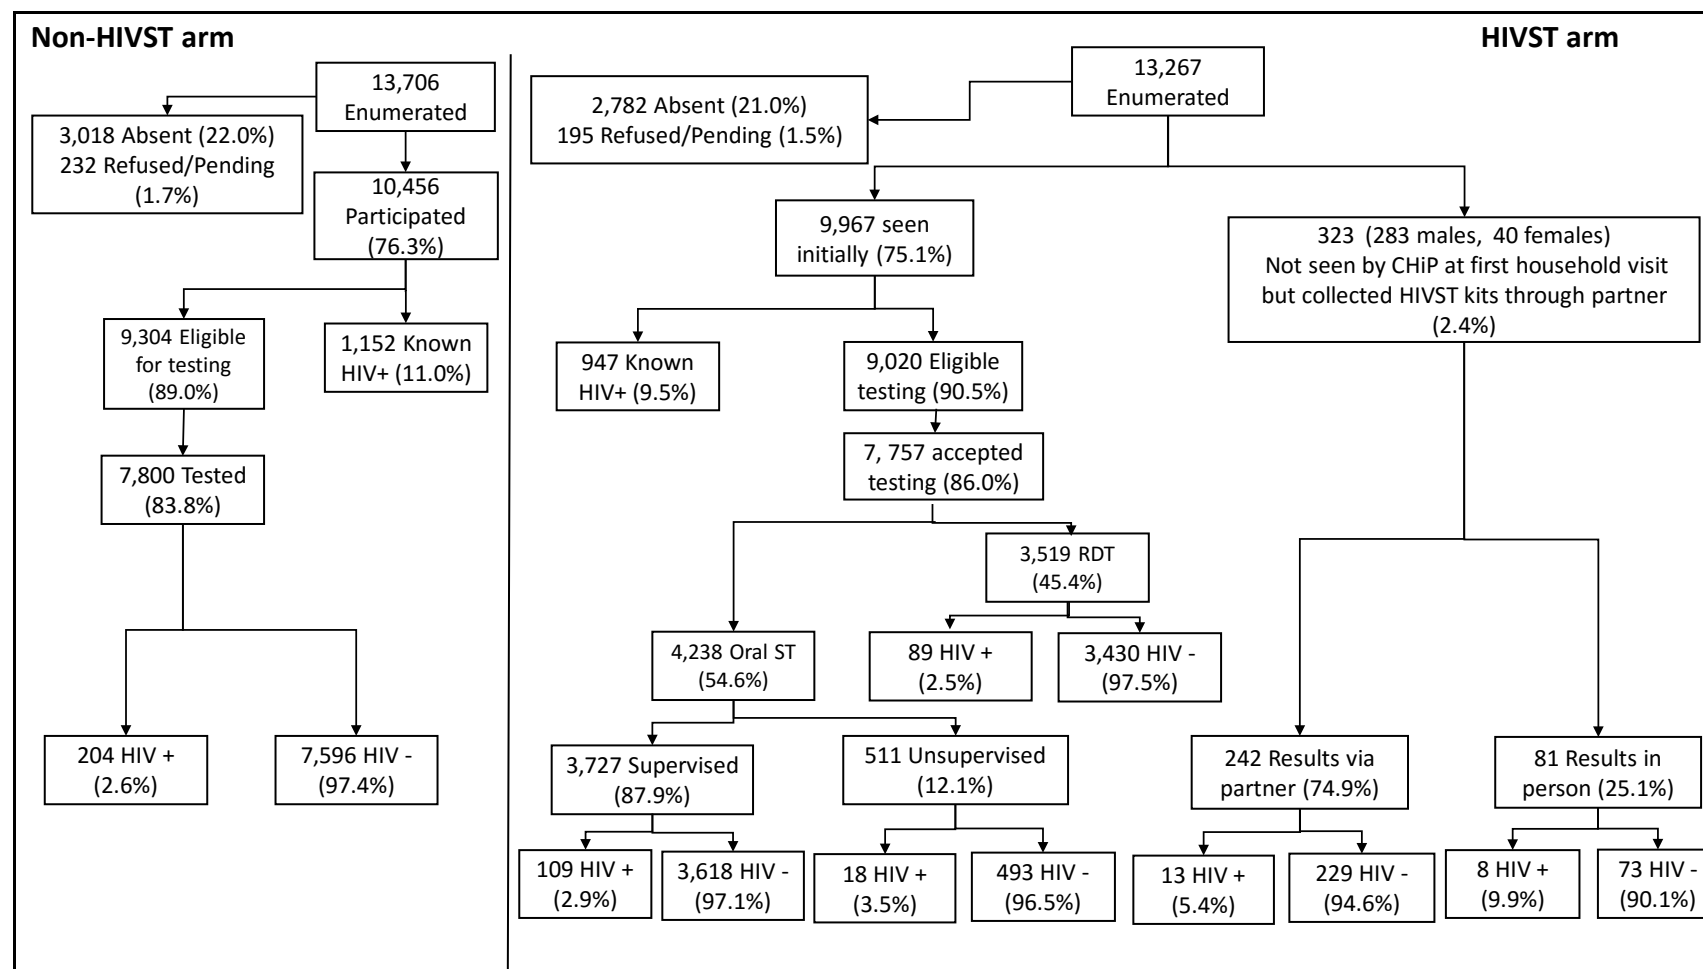 Non-HIVST arm
13,706
Enumerated
3,018 Absent (22.0%)
232 Refused/Pending
(1.7%)
10,456
Participated
(76.3%)
9,304 Eligible
for testing
(89.0%)
1,152 Known
HIV+ (11.0%)
7,800 Tested
(83.8%)
204 HIV +
(2.6%)
7,596 HIV -
(97.4%)
HIVST arm
13,267
Enumerated
2,782 Absent (21.0%)
195 Refused/Pending (1.5%)
9,967 seen
initially (75.1%)
323 (283 males, 40 females)
Not seen by CHiP at first household visit
but collected HIVST kits through partner
(2.4%)
947 Known
HIV+ (9.5%)
9,020 Eligible
testing (90.5%)
7, 757 accepted
testing (86.0%)
3,519 RDT
(45.4%)
4,238 Oral ST
(54.6%)
89 HIV +
(2.5%)
3,430 HIV -
(97.5%)
3,727 Supervised
(87.9%)
511 Unsupervised
(12.1%)
242 Results via
partner (74.9%)
81 Results in
person (25.1%)
109 HIV +
(2.9%)
3,618 HIV -
(97.1%)
18 HIV +
(3.5%)
493 HIV -
(96.5%)
13 HIV +
(5.4%)
229 HIV -
(94.6%)
8 HIV +
(9.9%)
73 HIV -
(90.1%)